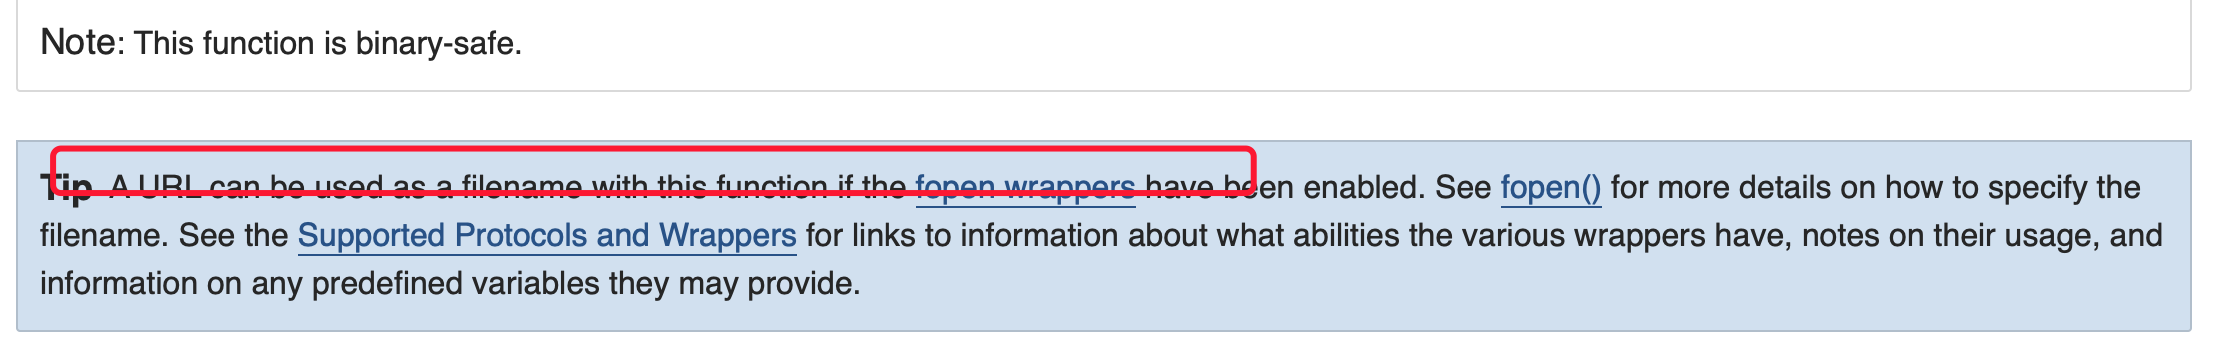 Note: This function is binary-safe.
Tip A URL can be used as a filename with this function if the fopen wrappers have been enabled. See fopen() for more details on how to specify the
filename. See the Supported Protocols and Wrappers for links to information about what abilities the various wrappers have, notes on their usage, and
information on any predefined variables they may provide.